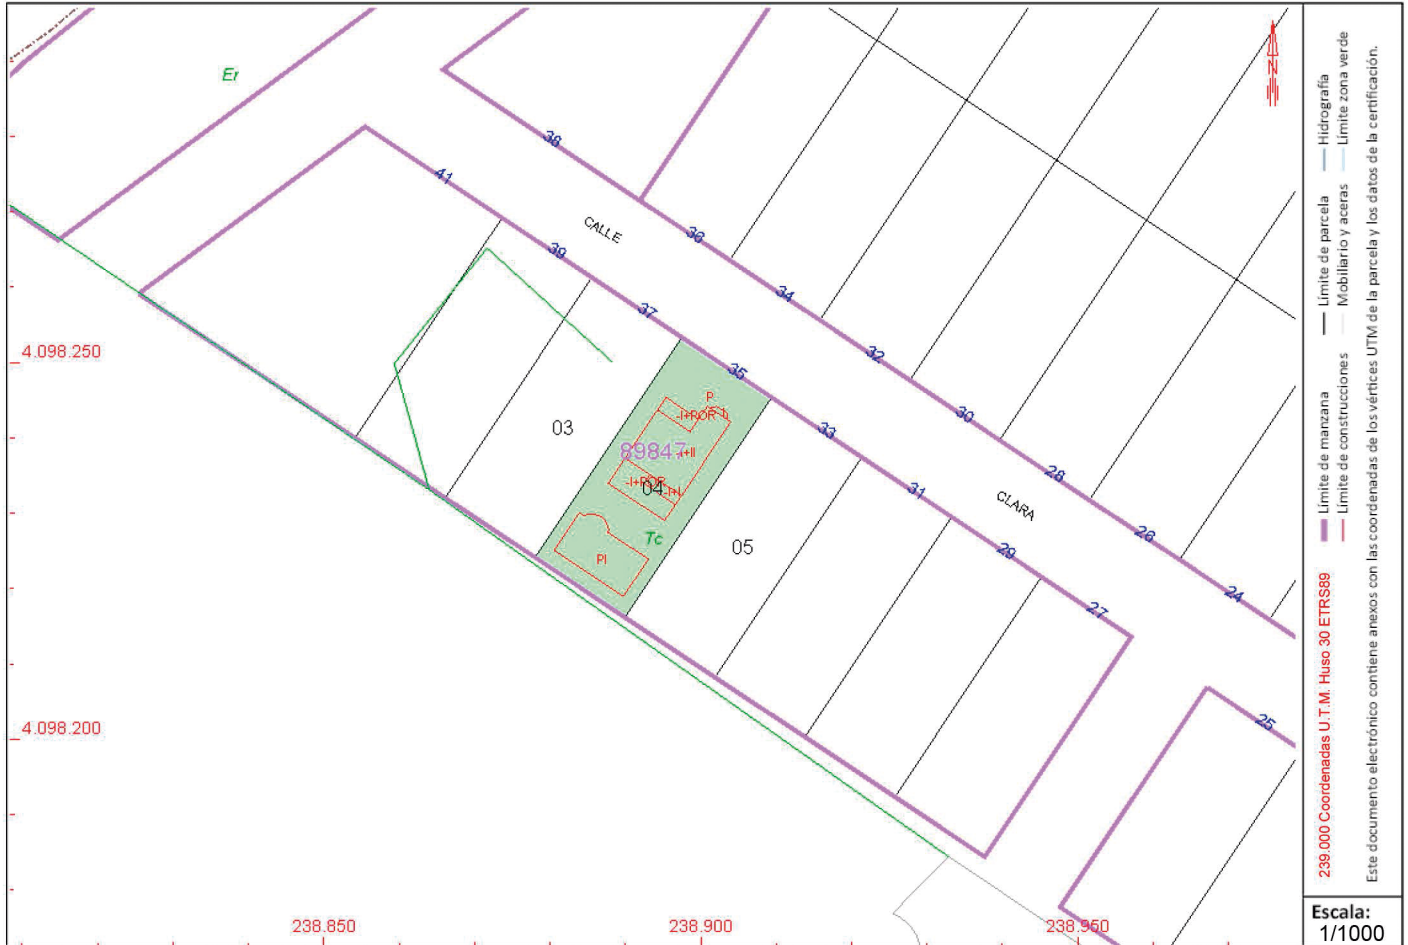 Er
38
41
CALLE
36
39
34
37
4.098.250
32
35
P
-I+POR
30
03
33
89847
+II
28
-I+POR
04
-I+I
31
CLARA
26
Tc
05
29
PI
24
27
25
4.098.200
238.850
238.900
238.950
N
Límite de manzana
Límite de parcela
Hidrografía
239.000 Coordenadas U.T.M. Huso 30 ETRS89
Límite de construcciones
Mobiliario y aceras
Límite zona verde
Este documento electrónico contiene anexos con las coordenadas de los vértices UTM de la parcela y los datos de la certificación.
Escala:
1/1000